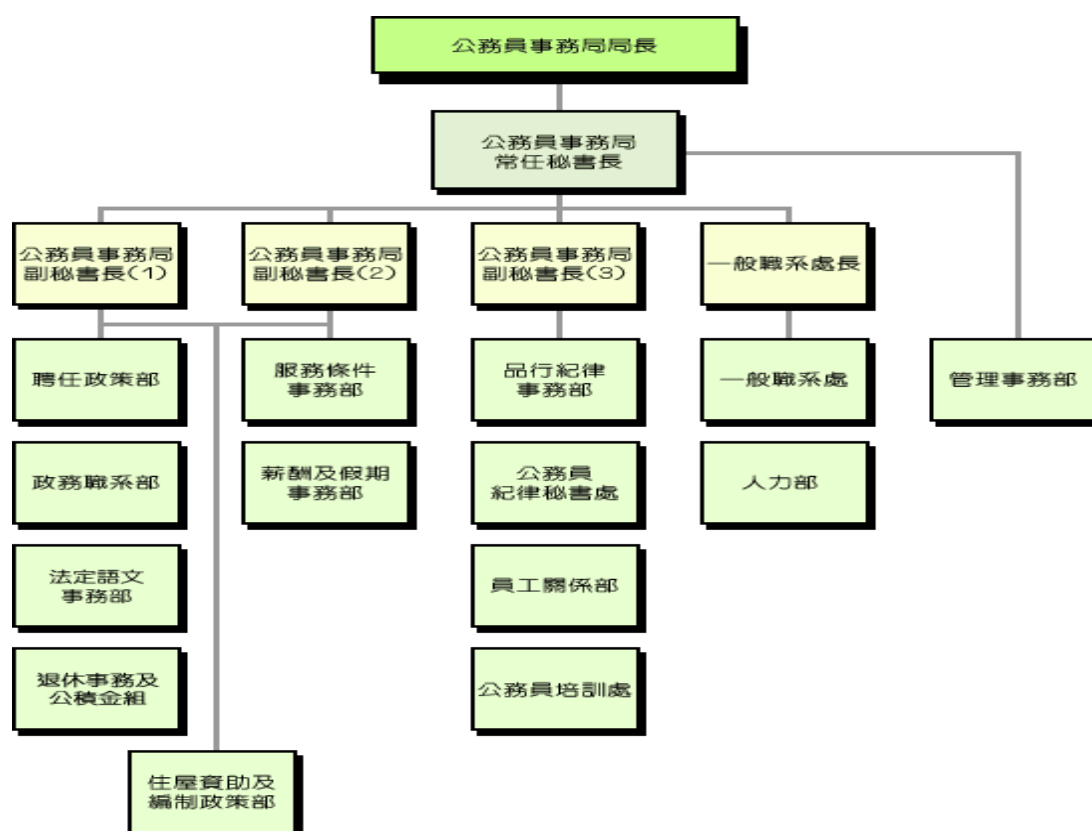 公務員事務局局長
公務員事務局
常任秘書長
公務員事務局
副秘書長(1)
公務員事務局
副秘書長(2)
公務員事務局
副秘書長(3)
一般職系處長
聘任政策部
服務條件
事務部
品行紀律
事務部
一般職系處
管理事務部
政務職系部
薪酬及假期
事務部
公務員
紀律秘書處
人力部
法定語文
事務部
員工關係部
退休事務及
公積金組
公務員培訓處
住屋資助及
編制政策部